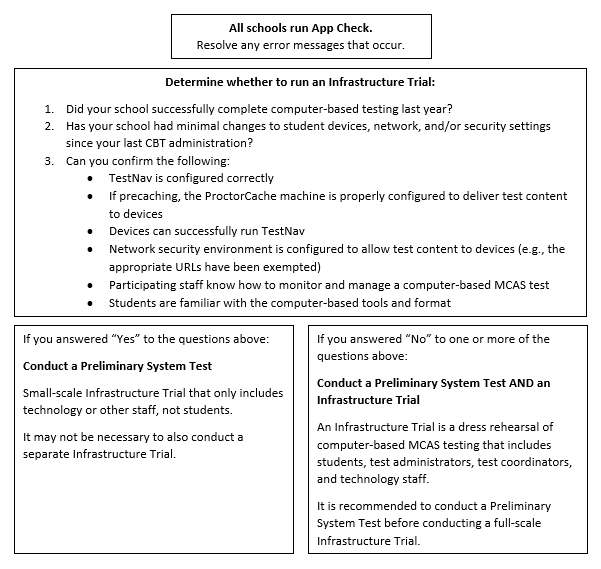 All schools run App Check.
Resolve any error messages that occur.
Determine whether to run an Infrastructure Trial:
1. Did your school successfully complete computer-based testing last year?
2. Has your school had minimal changes to student devices, network, and/or security settings
since your last CBT administration?
3. Can you confirm the following:
• TestNav is configured correctly
• If precaching, the ProctorCache machine is properly configured to deliver test content
to devices
• Devices can successfully run TestNav
• Network security environment is configured to allow test content to devices (e.g., the
appropriate URLs have been exempted)
• Participating staff know how to monitor and manage a computer-based MCAS test
• Students are familiar with the computer-based tools and format
If you answered “Yes” to the questions above:
Conduct a Preliminary System Test
Small-scale Infrastructure Trial that only includes
technology or other staff, not students.
It may not be necessary to also conduct a
separate Infrastructure Trial.
If you answered “No” to one or more of the
questions above:
Conduct a Preliminary System Test AND an
Infrastructure Trial
An Infrastructure Trial is a dress rehearsal of
computer-based MCAS testing that includes
students, test administrators, test coordinators,
and technology staff.
It is recommended to conduct a Preliminary
System Test before conducting a full-scale
Infrastructure Trial.